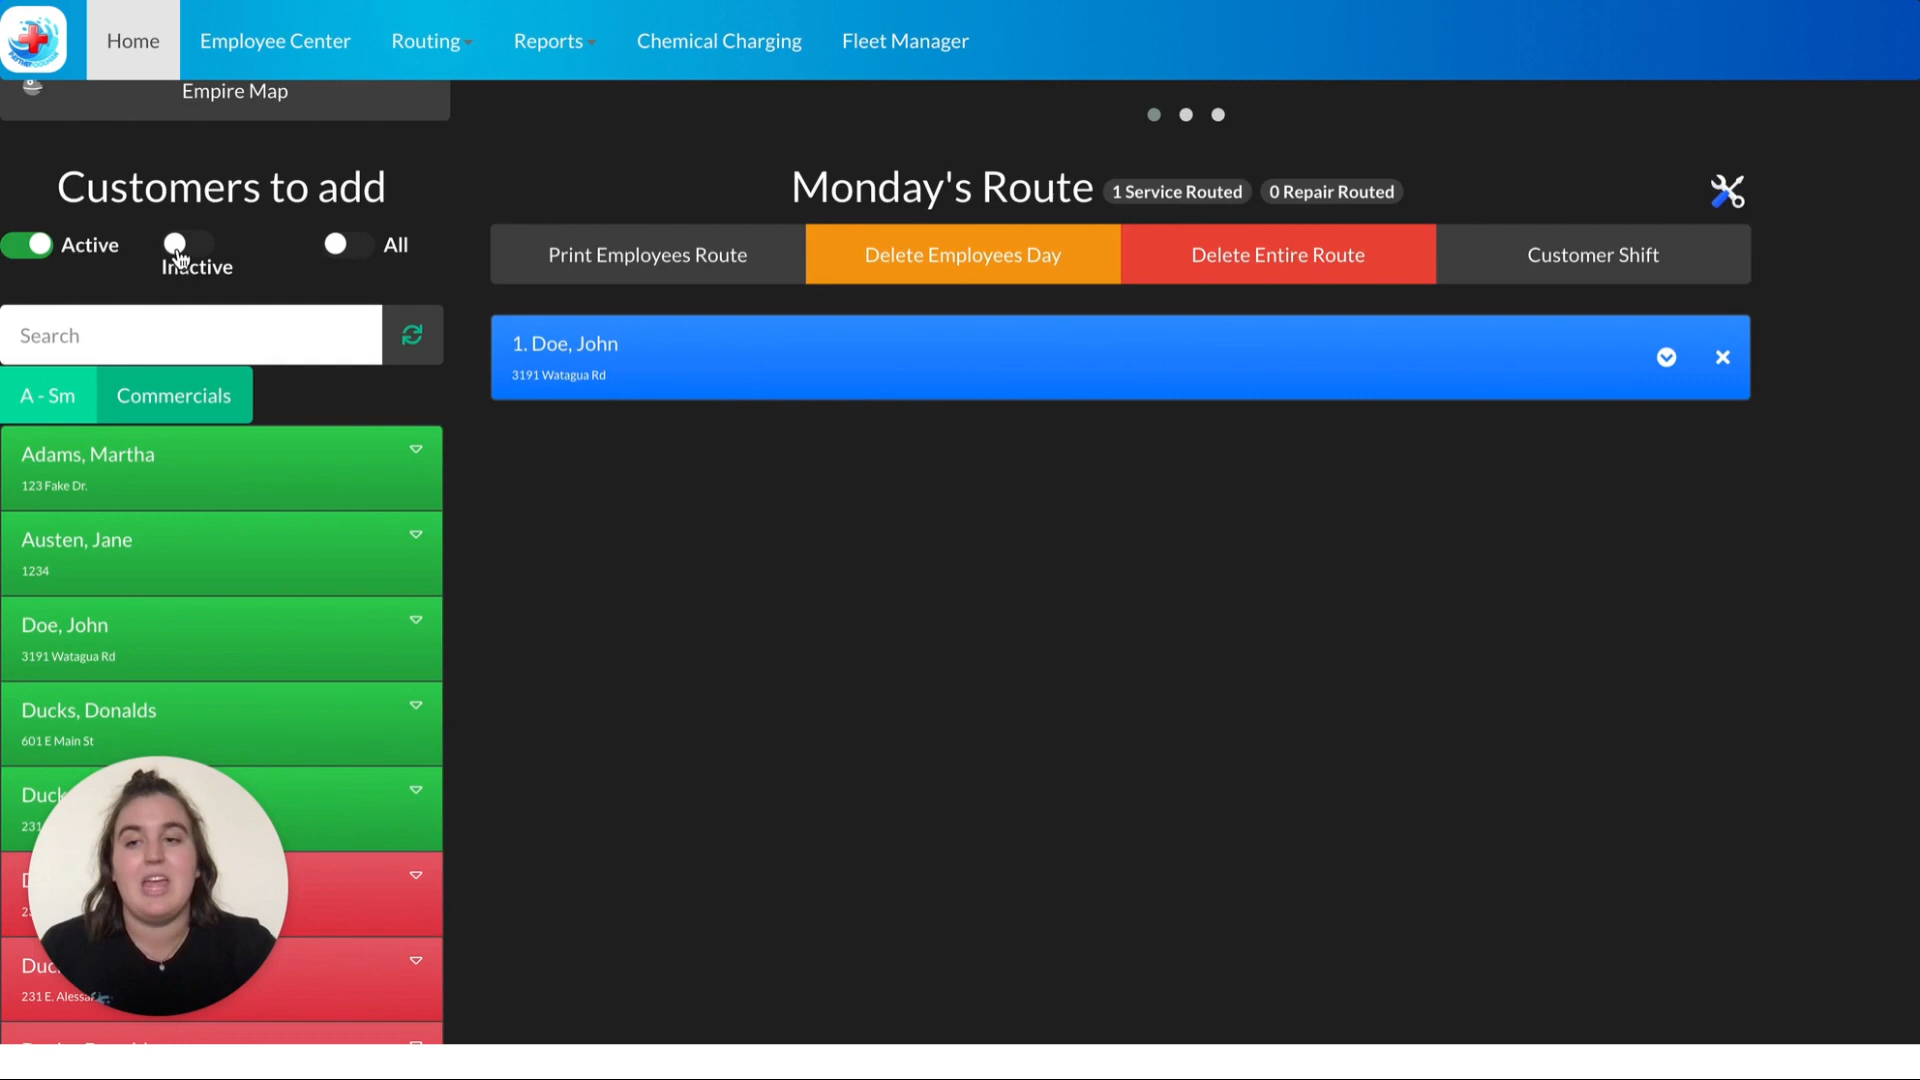 Home
Employee Center
Routing
Reports
Chemical Charging
Fleet Manager
Empire Map
Customers to add
Active
Inactive
All
Search
A - Sm
Commercials
Adams, Martha
123 Fake Dr.
Austen, Jane
1234
Doe, John
3191 Watagua Rd
Ducks, Donalds
601 E Main St
231
231 E.
Monday's Route
1 Service Routed
0 Repair Routed
Print Employees Route
Delete Employees Day
Delete Entire Route
Customer Shift
1. Doe, John
3191 Watagua Rd